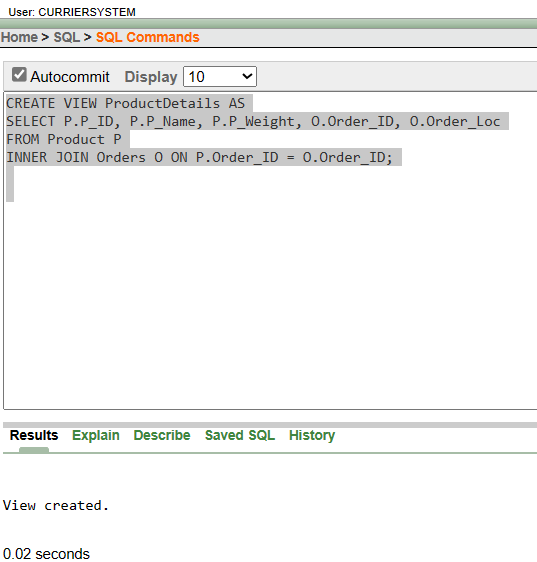 User: CURRIERSYSTEM
Home > SQL > SQL Commands
Autocommit Display 10
CREATE VIEW ProductDetails AS
SELECT P.P_ID, P.P_Name, P.P_Weight, O.Order_ID, O.Order_Loc
FROM Product P
INNER JOIN Orders O ON P.Order_ID = O.Order_ID;
Results Explain Describe Saved SQL History
View created.
0.02 seconds